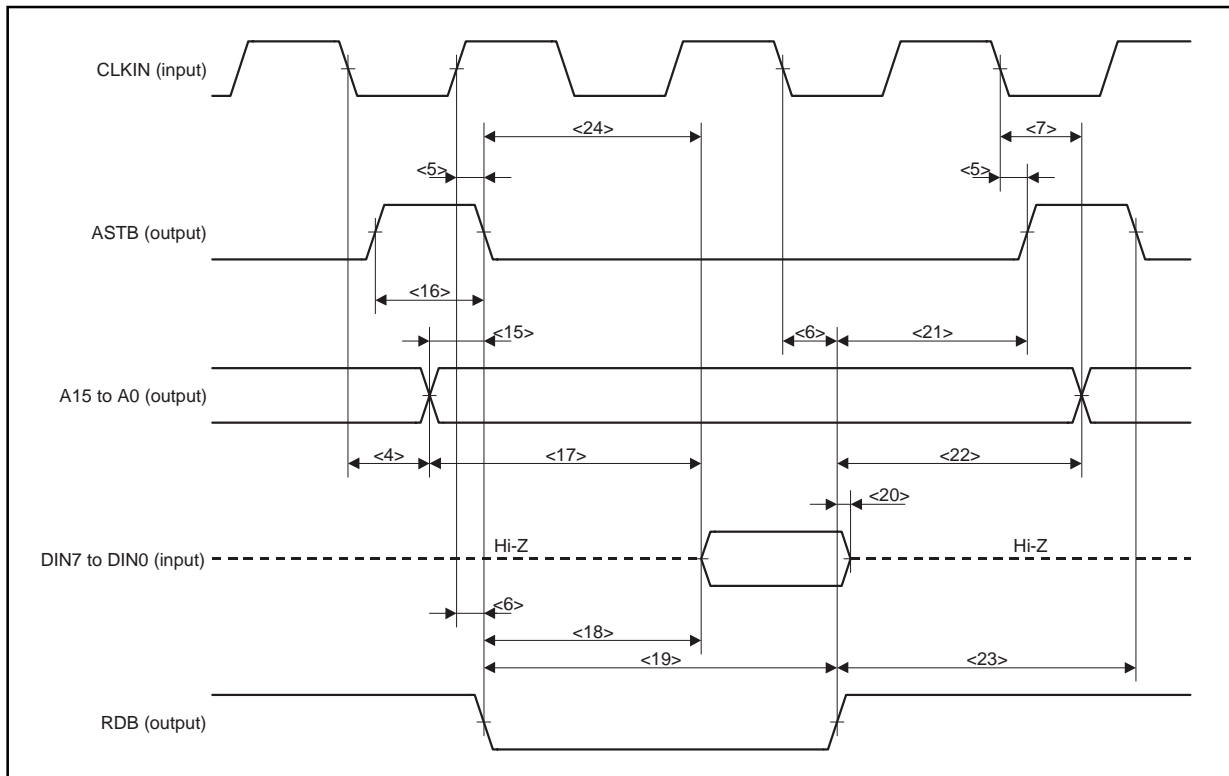 CLKIN (input)
<24>
<7>
<5>
<5>
ASTB (output)
<16>
<15>
<6>
<21>
A15 to A0 (output)
<4>
<17>
<22>
<20>
Hi-Z
Hi-Z
DIN7 to DIN0 (input)
<6>
<18>
<19>
<23>
RDB (output)